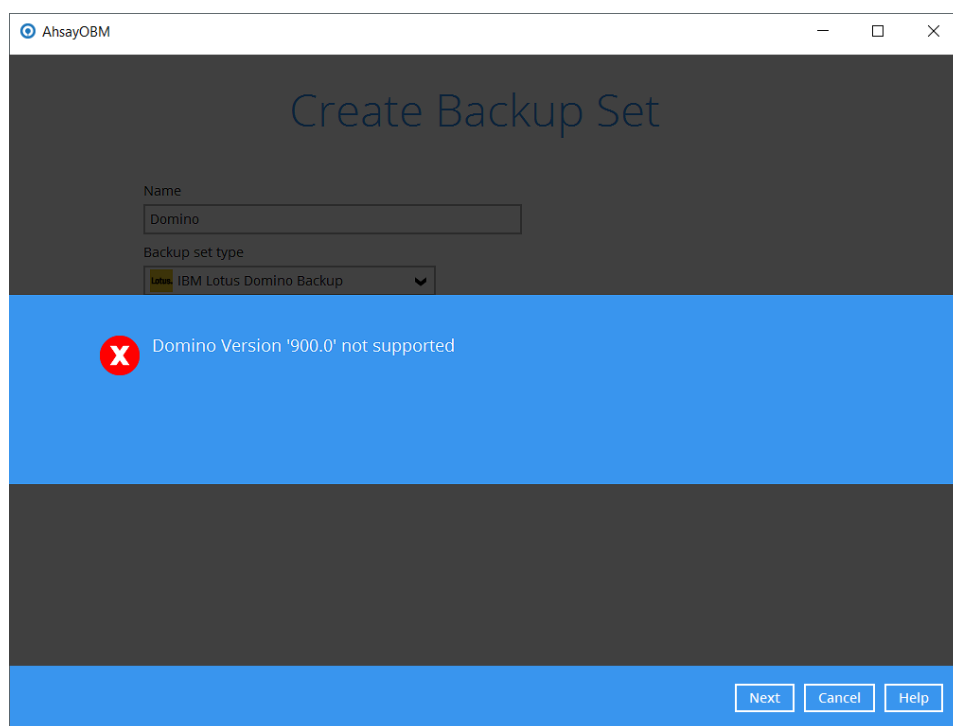 AhsayOBM
Create Backup Set
Name
Domino
Backup set type
Lotus. IBM Lotus Domino Backup
X
Domino Version '900.0' not supported
Next Cancel Help